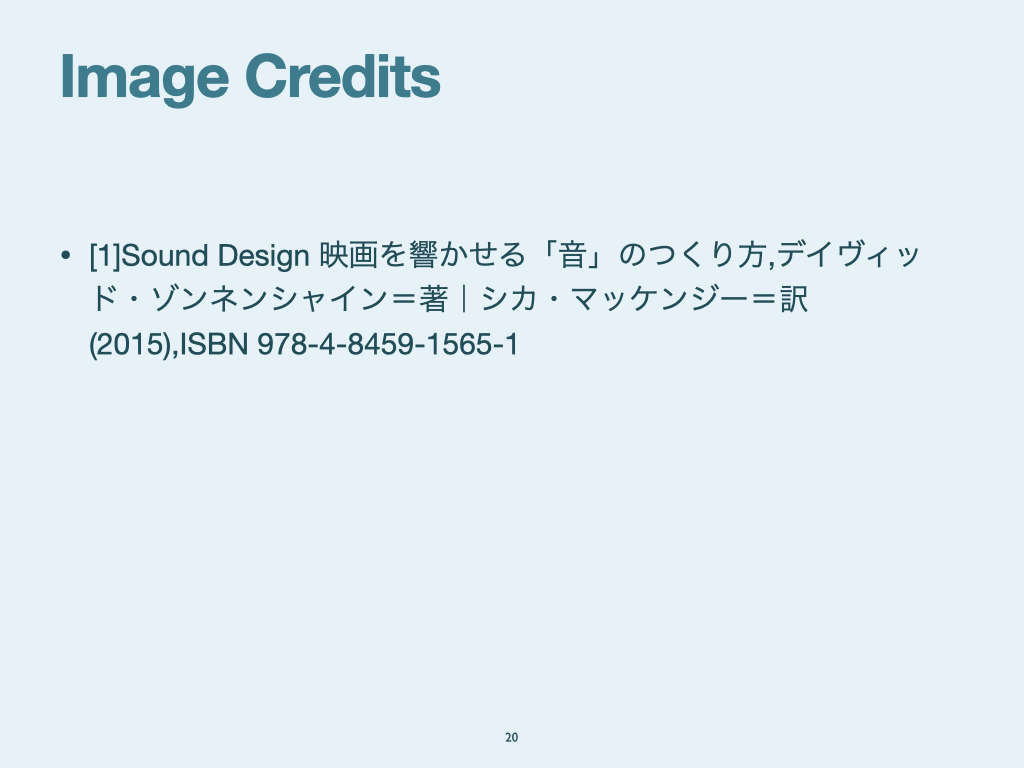 Image Credits
• [1]Sound Design 映画を響かせる「音」のつくり方,デイヴィッ
ド・ゾンネンシャイン＝著｜シカ・マッケンジー＝訳
(2015),ISBN 978-4-8459-1565-1
20